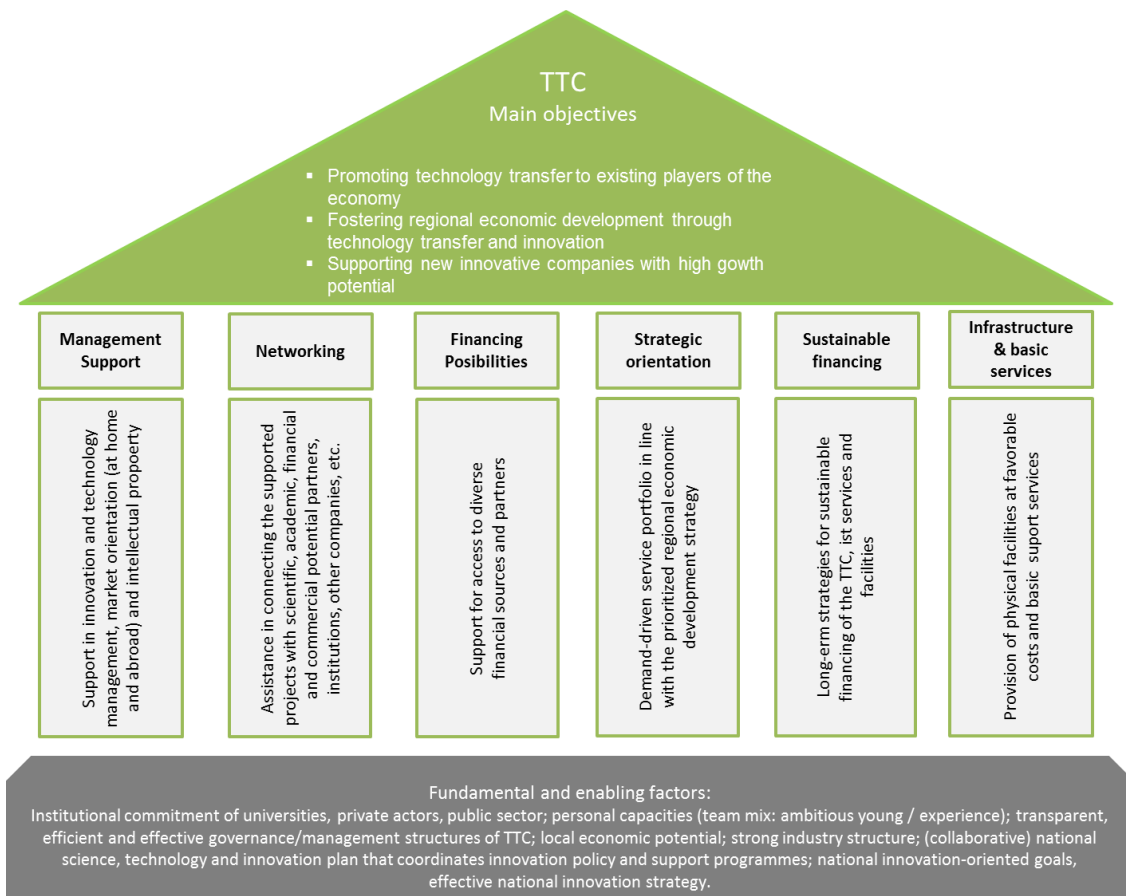 TTC
Main objectives
▪ Promoting technology transfer to existing players of the
economy
▪ Fostering regional economic development through
technology transfer and innovation
▪ Supporting new innovative companies with high gowth
potential
Management
Support
Networking
Financing
Posibilities
Strategic
orientation
Sustainable
financing
Infrastructure
& basic
services
Support in innovation and technology
management, market orientation (at home
and abroad) and intellectual propoerty
Assistance in connecting the supported
projects with scientific, academic, financial
and commercial potential partners,
institutions, other companies, etc.
Support for access to diverse
financial sources and partners
Demand-driven service portfolio in line
with the prioritized regional economic
development strategy
Long-term strategies for sustainable
financing of the TTC, ist services and
facilities
Provision of physical facilities at favorable
costs and basic suport services
Fundamental and enabling factors:
Institutional commitment of universities, private actors, public sector; personal capacities (team mix: ambitious young / experience); transparent,
efficient and effective governance/management structures of TTC; local economic potential; strong industry structure; (collaborative) national
science, technology and innovation plan that coordinates innovation policy and support programmes; national innovation-oriented goals,
effective national innovation strategy.